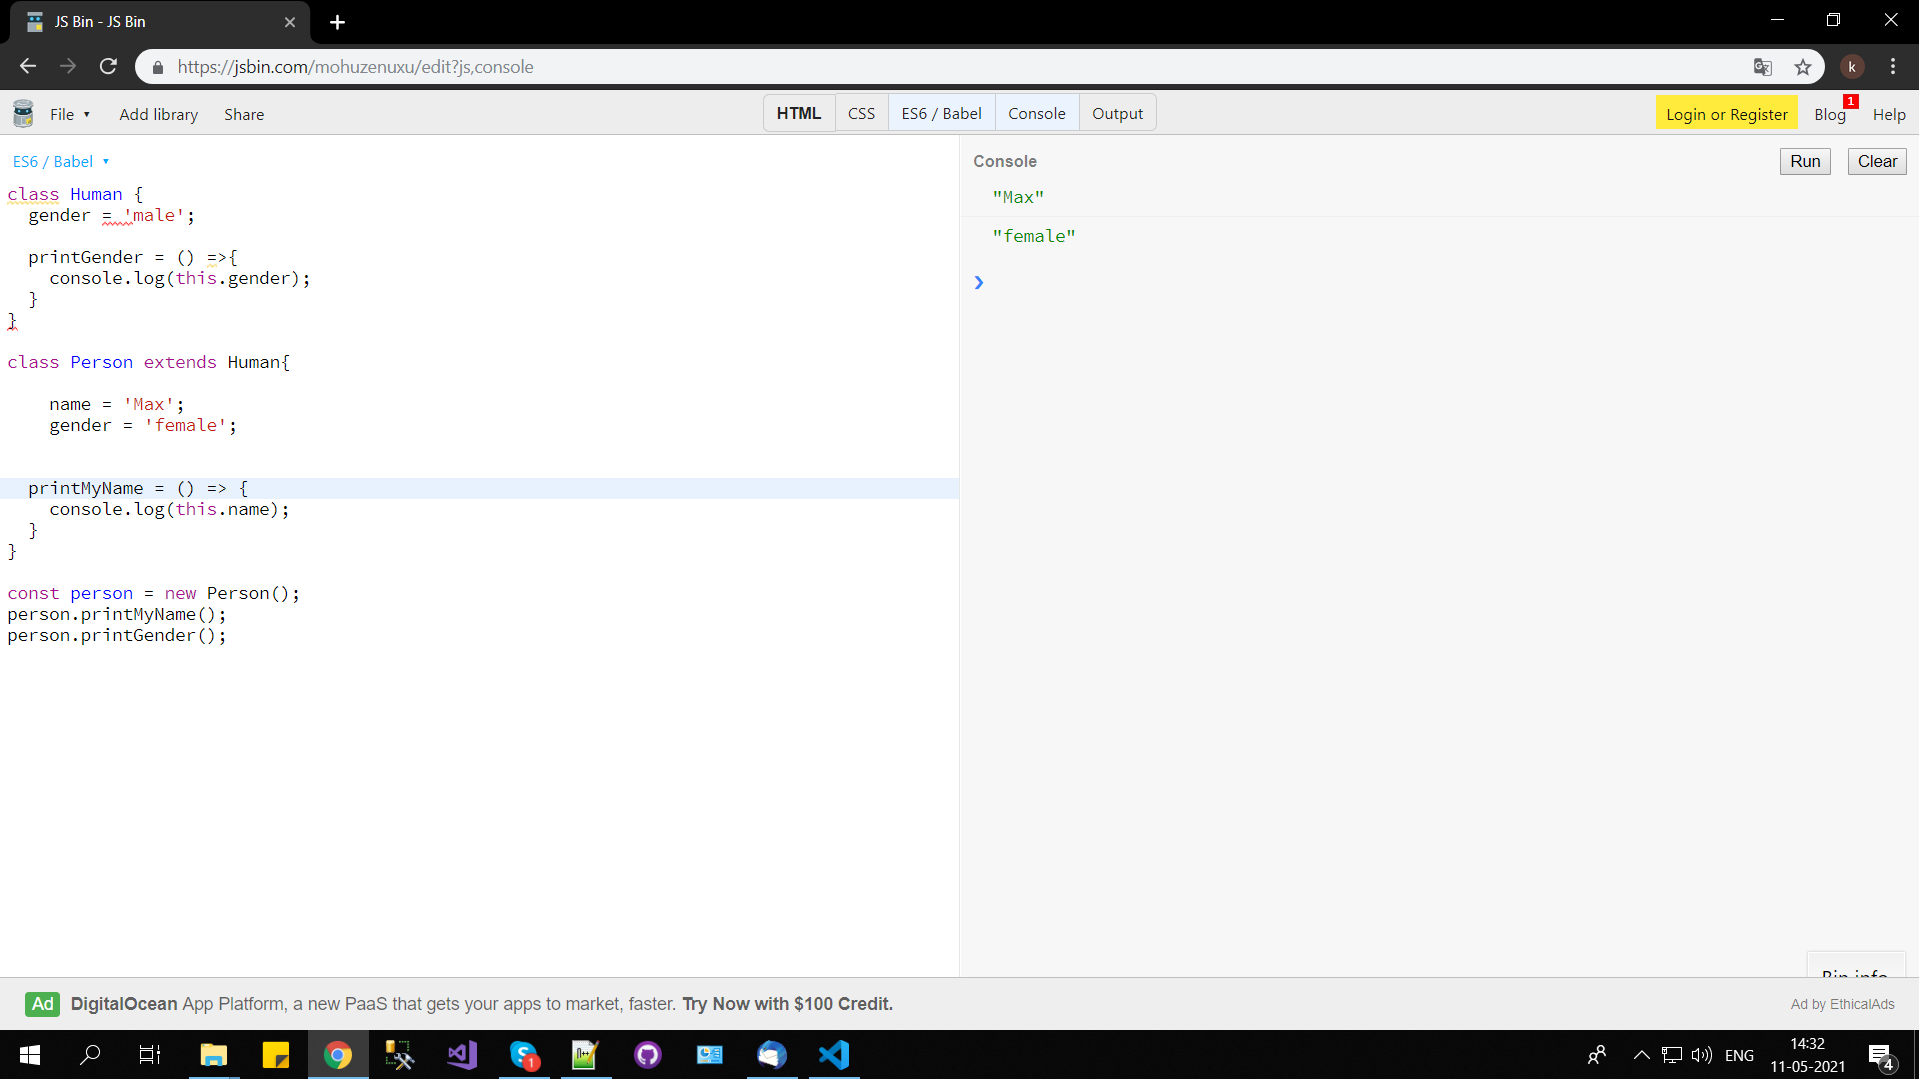 JS Bin - JS Bin
https://jsbin.com/mohuzenuxu/edit?js,console
k
File
Add library
Share
HTML
CSS
ES6 / Babel
Console
Output
Login or Register
Blog
1
Help
ES6 / Babel
class Human {
gender = 'male';
printGender = () =>{
console.log(this.gender);
}
}
class Person extends Human{
name = 'Max';
gender = 'female';
printMyName = () => {
console.log(this.name);
}
}
const person = new Person();
person.printMyName();
person.printGender();
Console
Run
Clear
"Max"
"female"
Bin info
Ad DigitalOcean App Platform, a new PaaS that gets your apps to market, faster. Try Now with $100 Credit.
Ad by EthicalAds
1
ENG
14:32
11-05-2021
4